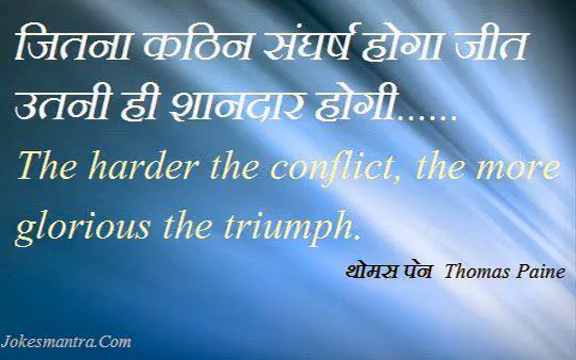 जितना कठिन संघर्ष होगा जीत
उतनी ही शानदार होगी......
The harder the conflict, the more
glorious the triumph.
थोमस पेन Thomas Paine
Jokesmantra.Com